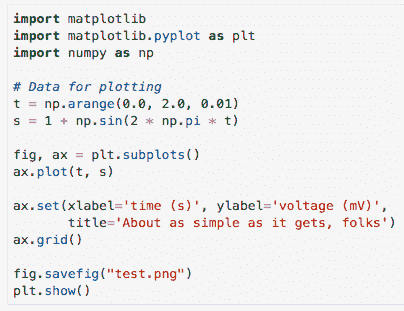 import matplotlib
import matplotlib.pyplot as plt
import numpy as np

# Data for plotting
t = np.arange(0.0, 2.0, 0.01)
s = 1 + np.sin(2 * np.pi * t)

fig, ax = plt.subplots()
ax.plot(t, s)

ax.set(xlabel='time (s)', ylabel='voltage (mV)',
       title='About as simple as it gets, folks')
ax.grid()

fig.savefig("test.png")
plt.show()